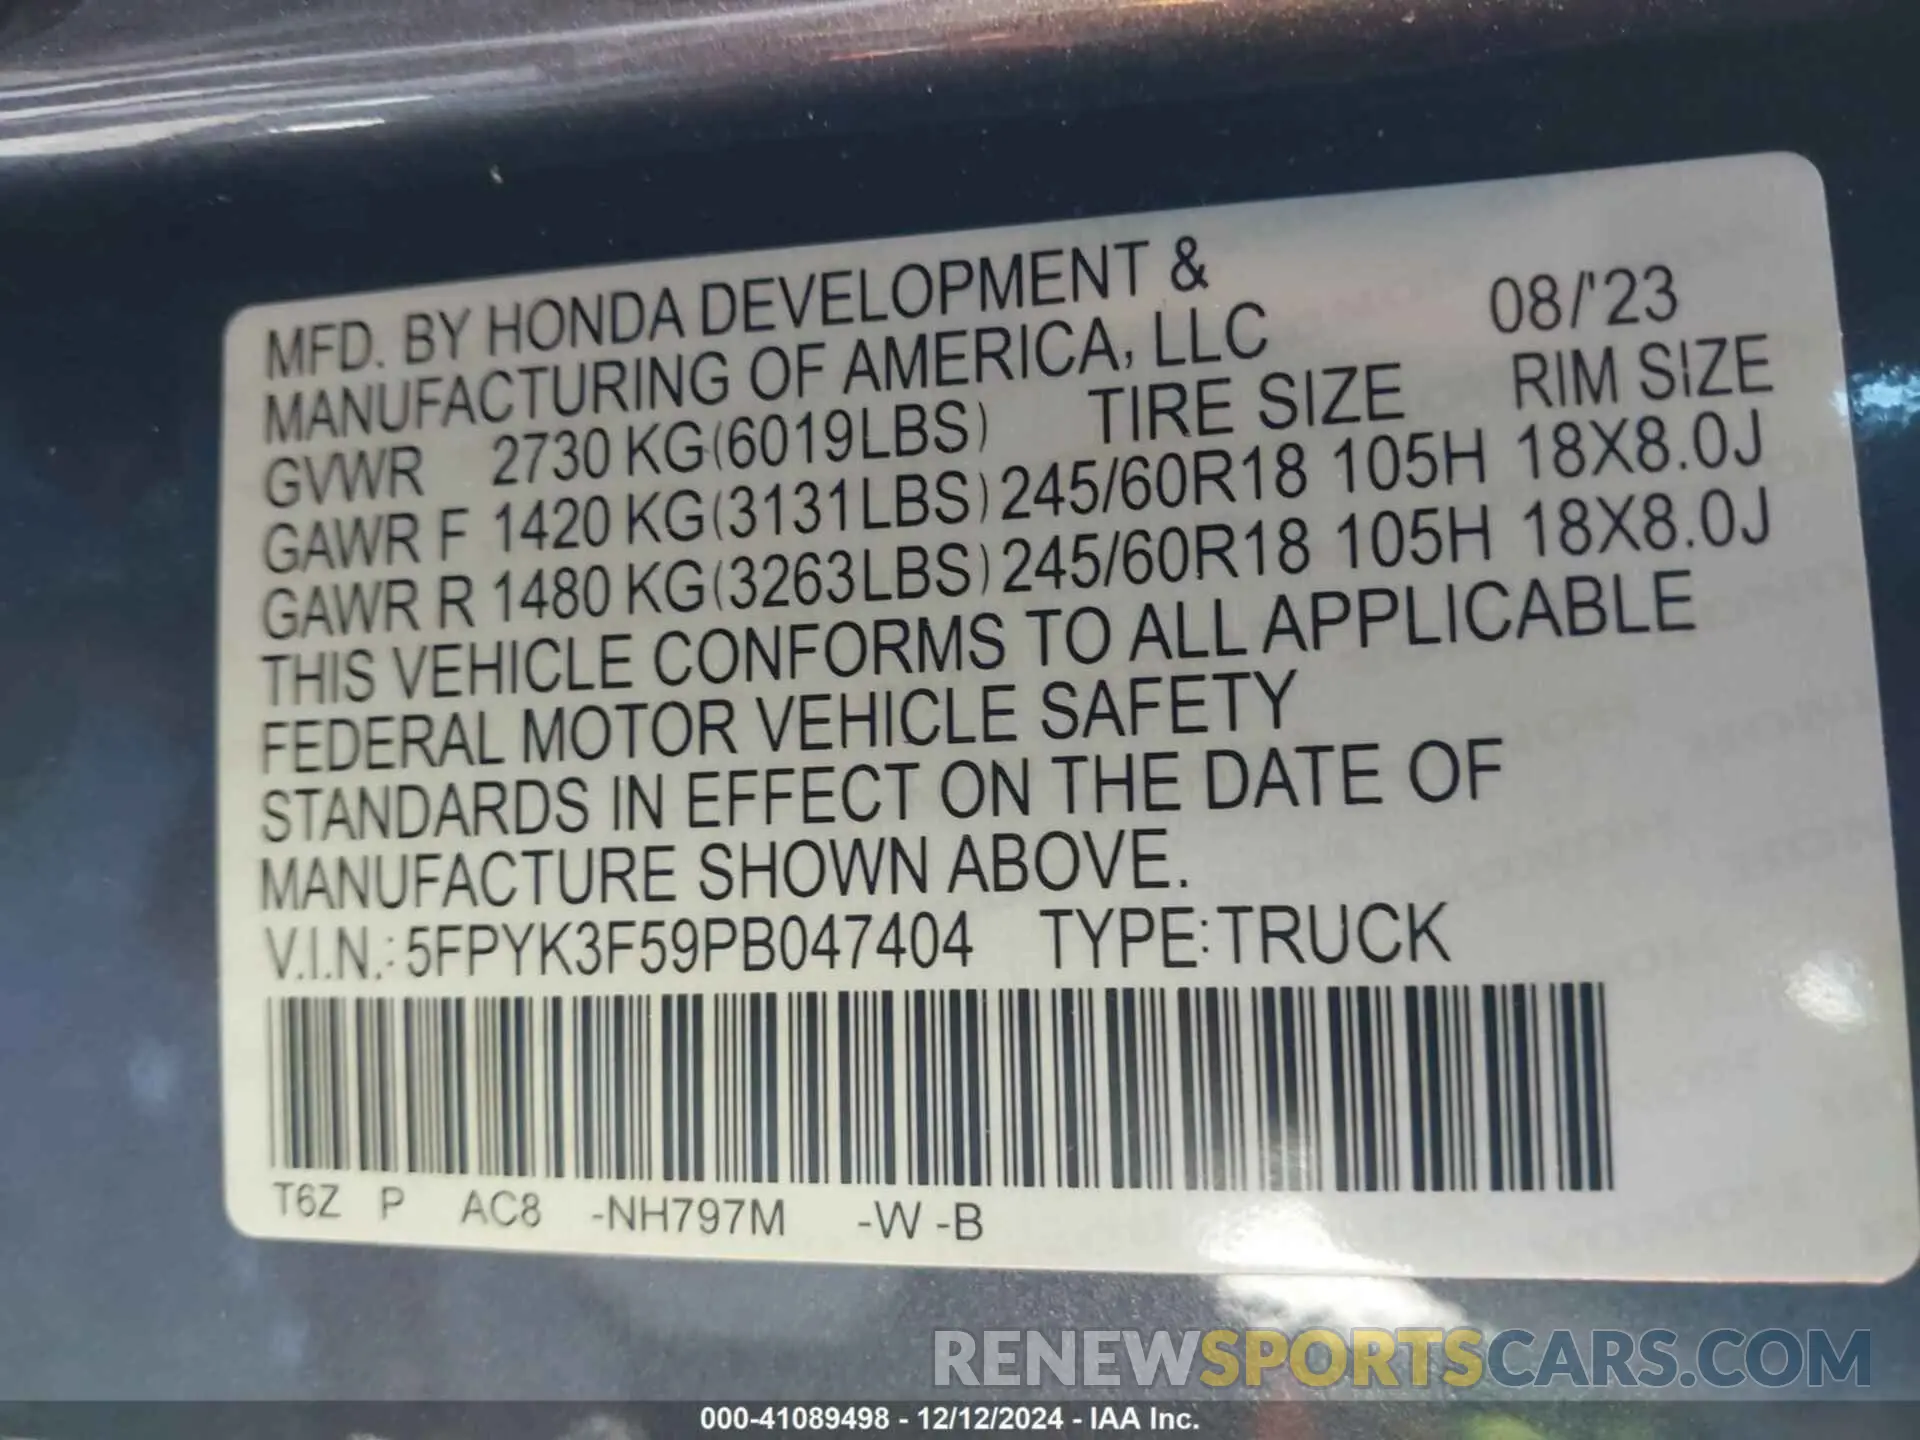 MFD. BY HONDA DEVELOPMENT &
MANUFACTURING OF AMERICA, LLC 08/'23
GVWR 2730 KG(6019LBS) TIRE SIZE RIM SIZE
GAWR F 1420 KG(3131LBS) 245/60R18 105H 18X8.0J
GAWR R 1480 KG(3263LBS) 245/60R18 105H 18X8.0J
THIS VEHICLE CONFORMS TO ALL APPLICABLE
FEDERAL MOTOR VEHICLE SAFETY
STANDARDS IN EFFECT ON THE DATE OF
MANUFACTURE SHOWN ABOVE.
V.I.N.: 5FPYK3F59PB047404 TYPE:TRUCK
T6Z P AC8 -NH797M -W -B
RENEWSPORTSCARS.COM
000-41089498 - 12/12/2024 - IAA Inc.